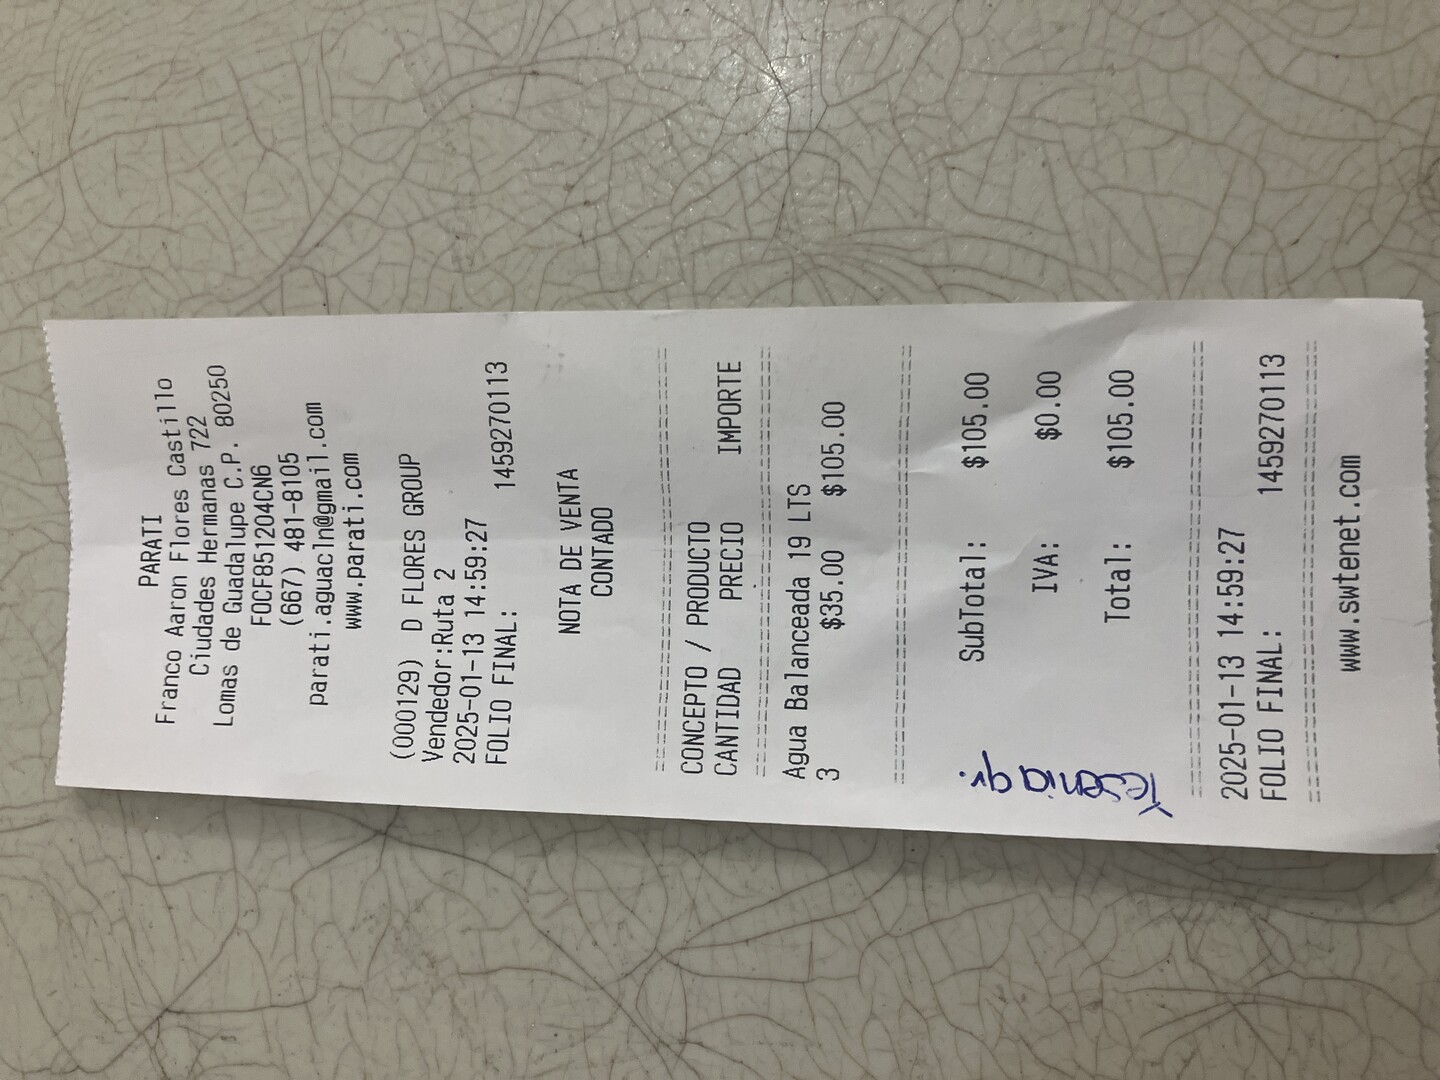 PARATI
Franco Aaron Flores Castillo
Ciudades Hermanas 722
Lomas de Guadalupe C.P. 80250
FOCF851204CN6
(667) 481-8105
parati.aguacln@gmail.com
www.parati.com
(000129) D FLORES GROUP
Vendedor:Ruta 2
2025-01-13 14:59:27
FOLIO FINAL: 1459270113
NOTA DE VENTA
CONTADO
CONCEPTO / PRODUCTO
CANTIDAD PRECIO IMPORTE
Agua Balanceada 19 LTS
3 $35.00 $105.00
SubTotal: $105.00
IVA: $0.00
Total: $105.00
Yesenia gr.
2025-01-13 14:59:27
FOLIO FINAL: 1459270113
www.swtenet.com